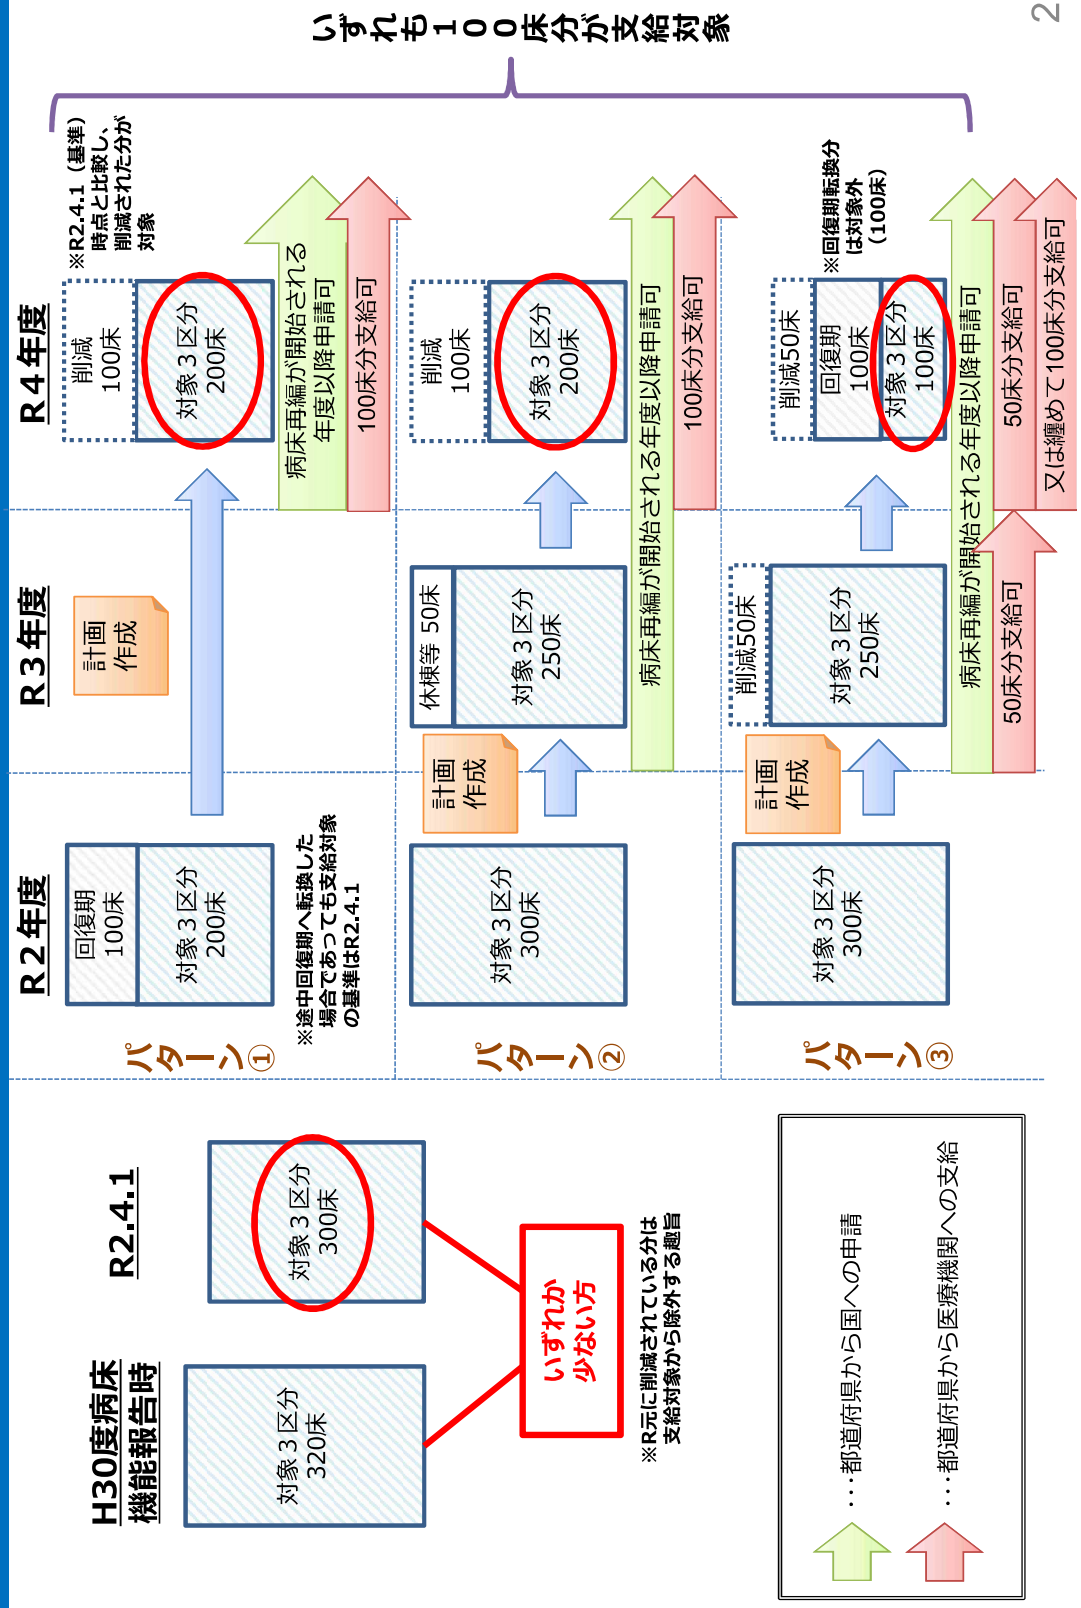 H30度病床
機能報告時
R2.4.1
R2年度
R3年度
R4年度
対象3区分
320床
対象3区分
300床
いずれか
少ない方
※R元に削減されている分は
支給対象から除外する趣旨
･･･都道府県から国への申請
･･･都道府県から医療機関への支給
パターン①
回復期
100床
対象3区分
200床
※途中回復期へ転換した
場合であっても支給対象
の基準はR2.4.1
計画
作成
削減
100床
対象3区分
200床
※R2.4.1（基準）
時点と比較し、
削減された分が
対象
病床再編が開始される
年度以降申請可
100床分支給可
パターン②
対象3区分
300床
計画
作成
休棟等 50床
対象3区分
250床
削減
100床
対象3区分
200床
病床再編が開始される年度以降申請可
100床分支給可
パターン③
対象3区分
300床
計画
作成
削減50床
対象3区分
250床
削減50床
回復期
100床
対象3区分
100床
※回復期転換分
は対象外
（100床）
病床再編が開始される年度以降申請可
50床分支給可
50床分支給可
又は纏めて100床分支給可
いずれも100床分が支給対象
2